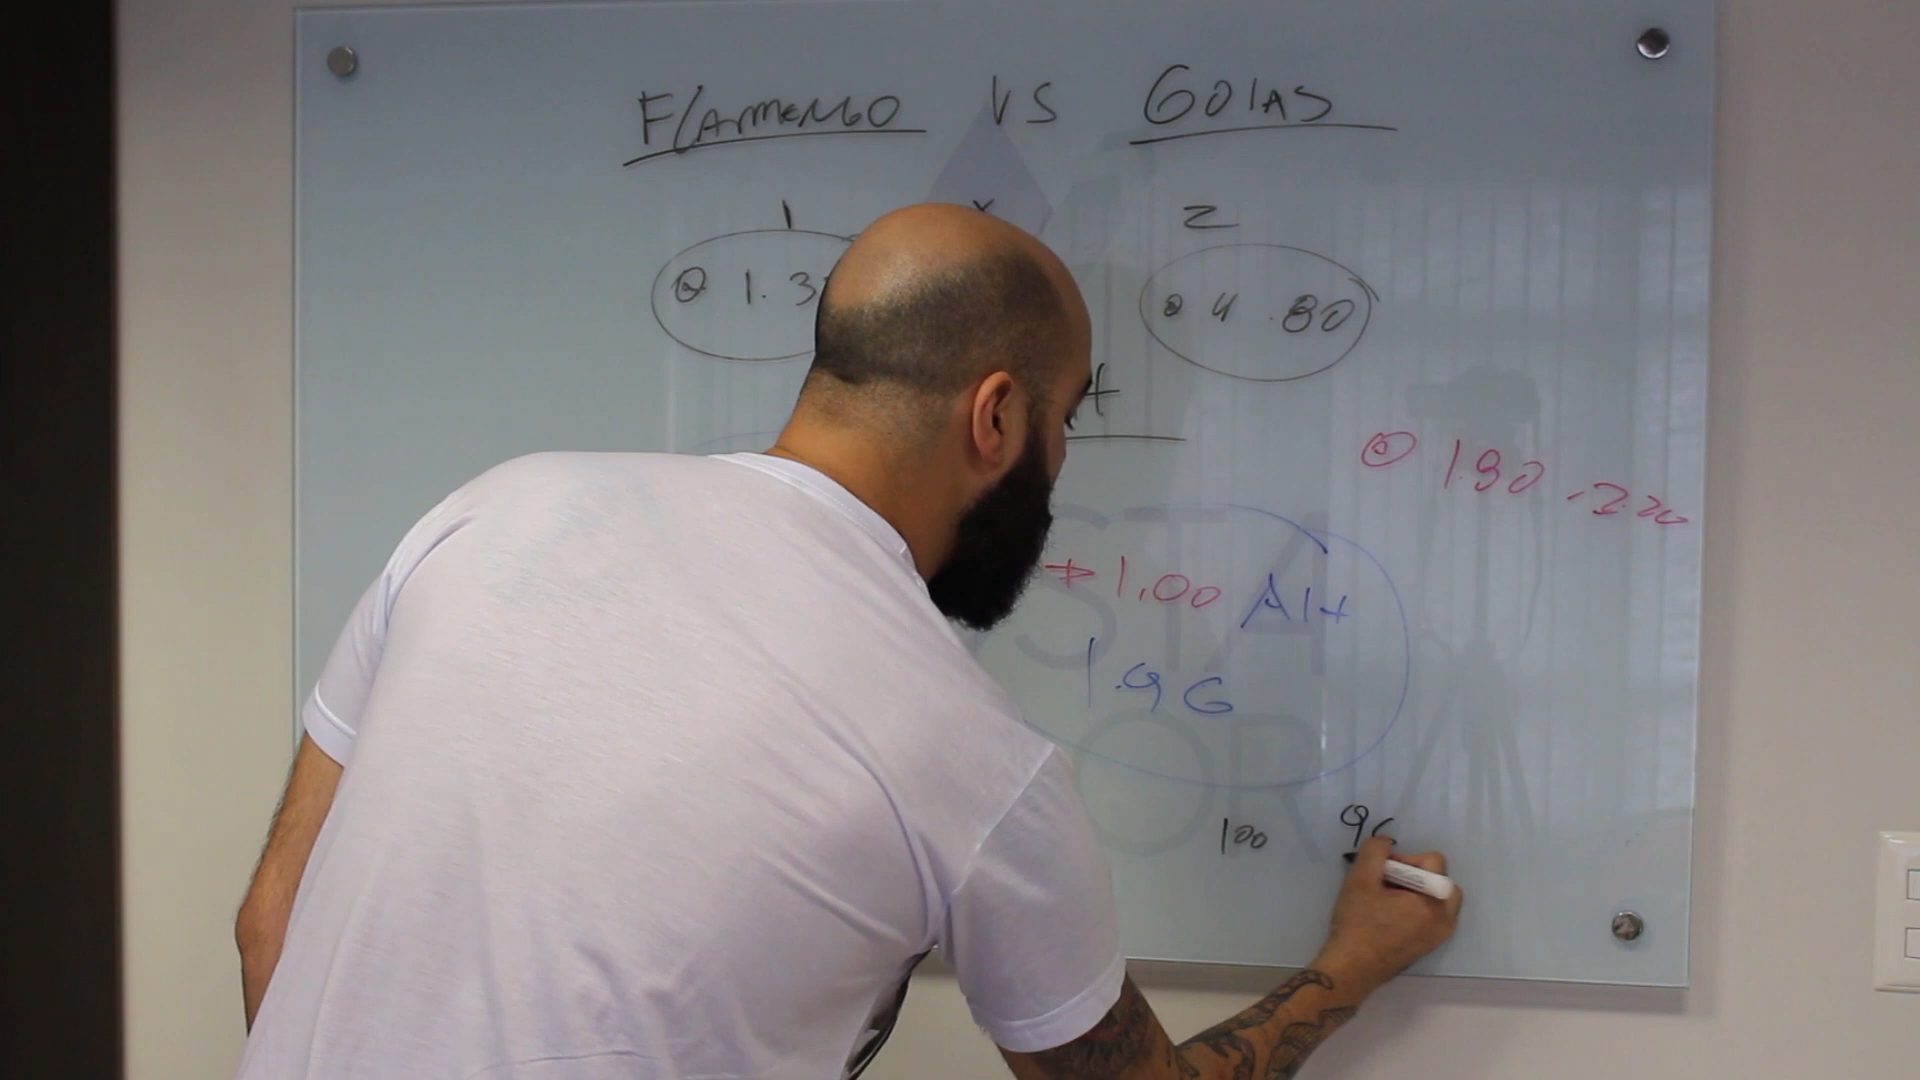 FlAmENGO VS GOIAS
1 X 2
@ 1.3
@ 4.80
+
@ 1.90 - 2.20
+1.00 AH
1.96
100 96